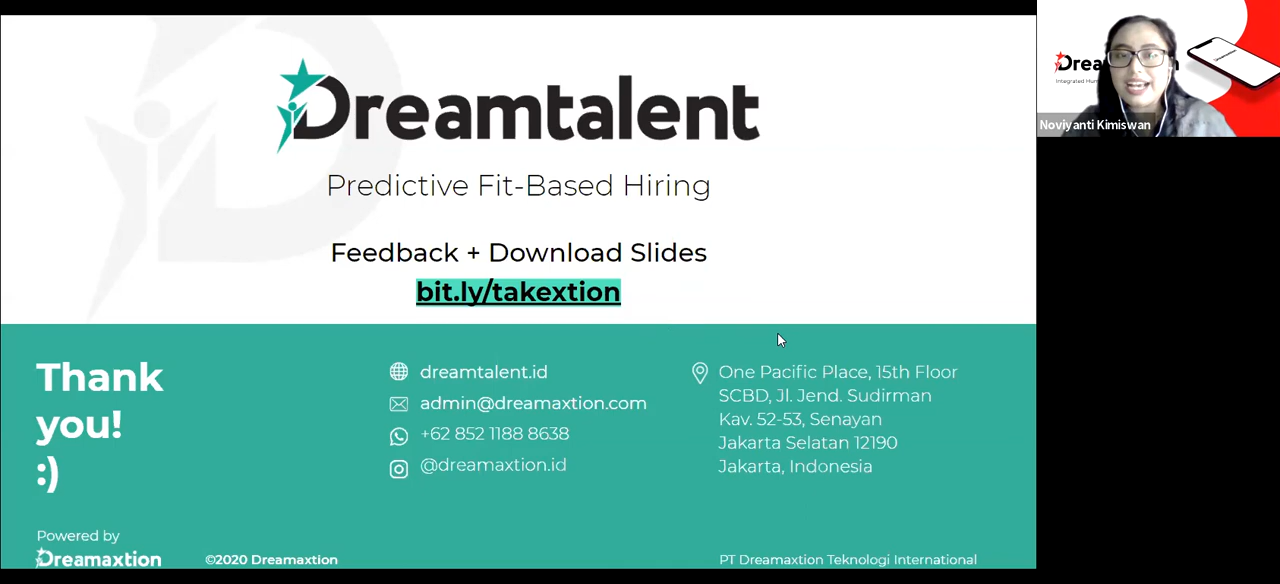 Dreamtalent
Predictive Fit-Based Hiring
Feedback + Download Slides
bit.ly/takextion
Thank
you!
:)
dreamtalent.id
admin@dreamaxtion.com
+62 852 1188 8638
@dreamaxtion.id
One Pacific Place, 15th Floor
SCBD, Jl. Jend. Sudirman
Kav. 52-53, Senayan
Jakarta Selatan 12190
Jakarta, Indonesia
Powered by
Dreamaxtion
©2020 Dreamaxtion
PT Dreamaxtion Teknologi International
Noviyanti Kimiswan